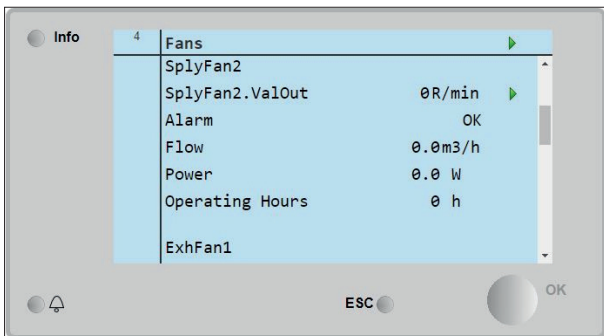 Info
4 Fans
SplyFan2
SplyFan2.ValOut 0R/min
Alarm OK
Flow 0.0m3/h
Power 0.0 W
Operating Hours 0 h
ExhFan1
ESC
OK